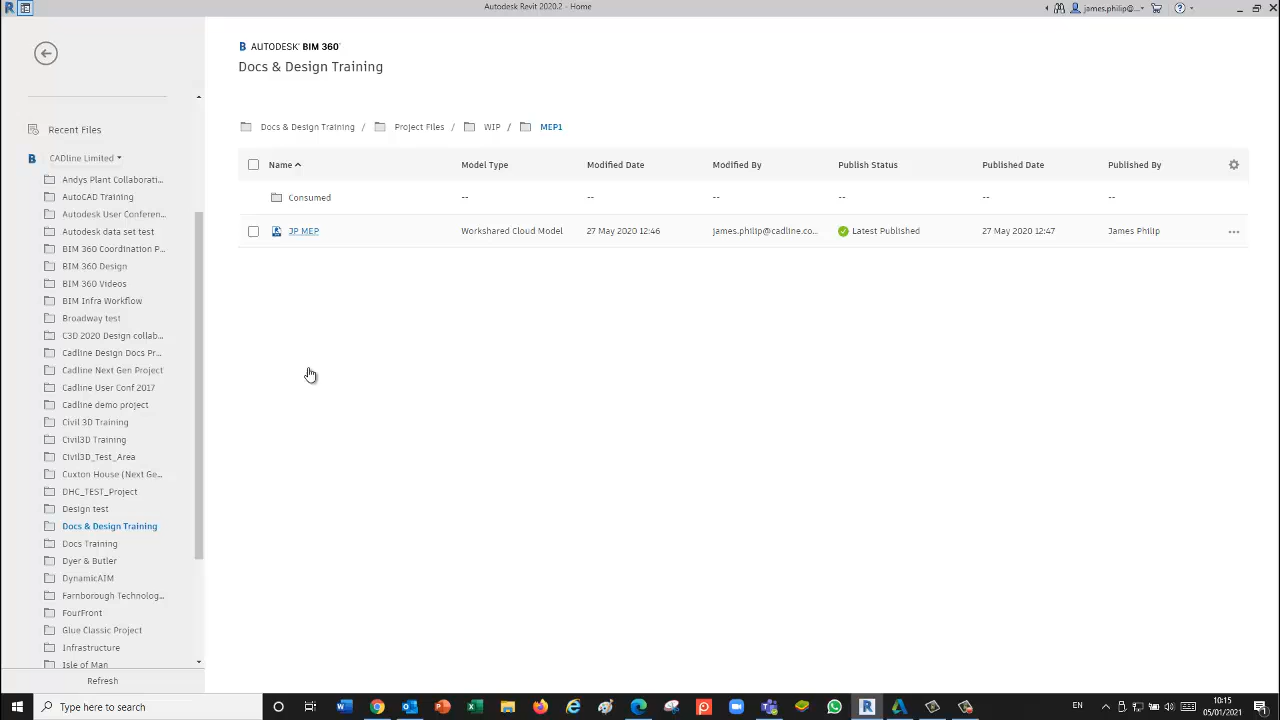 Autodesk Revit 2020.2 - Home
james.philip@...
AUTODESK BIM 360
Docs & Design Training
Docs & Design Training / Project Files / WIP / MEP1
Name Model Type Modified Date Modified By Publish Status Published Date Published By
Consumed -- -- -- -- -- --
JP MEP Workshared Cloud Model 27 May 2020 12:46 james.philip@cadline.co... Latest Published 27 May 2020 12:47 James Philip
Recent Files
CADline Limited
Andys Plant Collaborati...
AutoCAD Training
Autodesk User Conferen...
Autodesk data set test
BIM 360 Coordination P...
BIM 360 Design
BIM 360 Videos
BIM Infra Workflow
Broadway test
C3D 2020 Design collab...
Cadline Design Docs Pr...
Cadline Next Gen Project
Cadline User Conf 2017
Cadline demo project
Civil 3D Training
Civil3D Training
Civil3D_Test_Area
Cuxton House (Next Ge...
DHC_TEST_Project
Design test
Docs & Design Training
Docs Training
Dyer & Butler
DynamicAIM
Farnborough Technolog...
FourFront
Glue Classic Project
Infrastructure
Isle of Man
Refresh
Type here to search
EN
10:15
05/01/2021